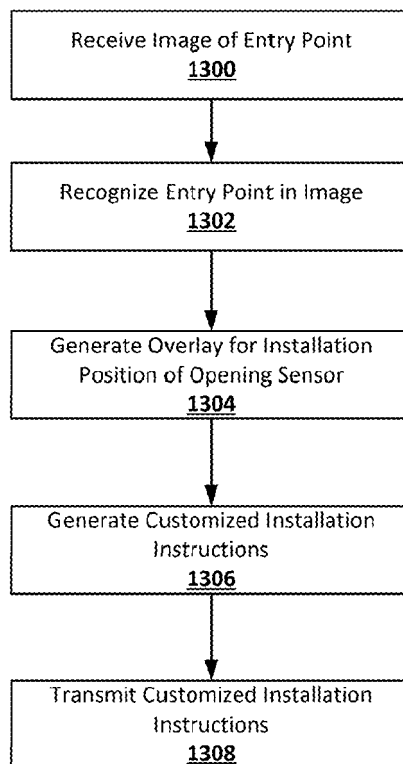 Receive Image of Entry Point
1300
Recognize Entry Point in Image
1302
Generate Overlay for Installation
Position of Opening Sensor
1304
Generate Customized Installation
Instructions
1306
Transmit Customized Installation
Instructions
1308